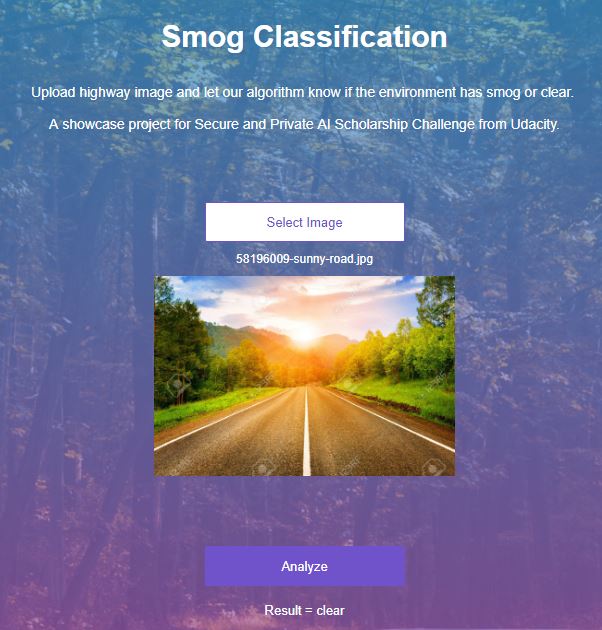 Smog Classification
Upload highway image and let our algorithm know if the environment has smog or clear.
A showcase project for Secure and Private AI Scholarship Challenge from Udacity.
Select Image
58196009-sunny-road.jpg
Analyze
Result = clear